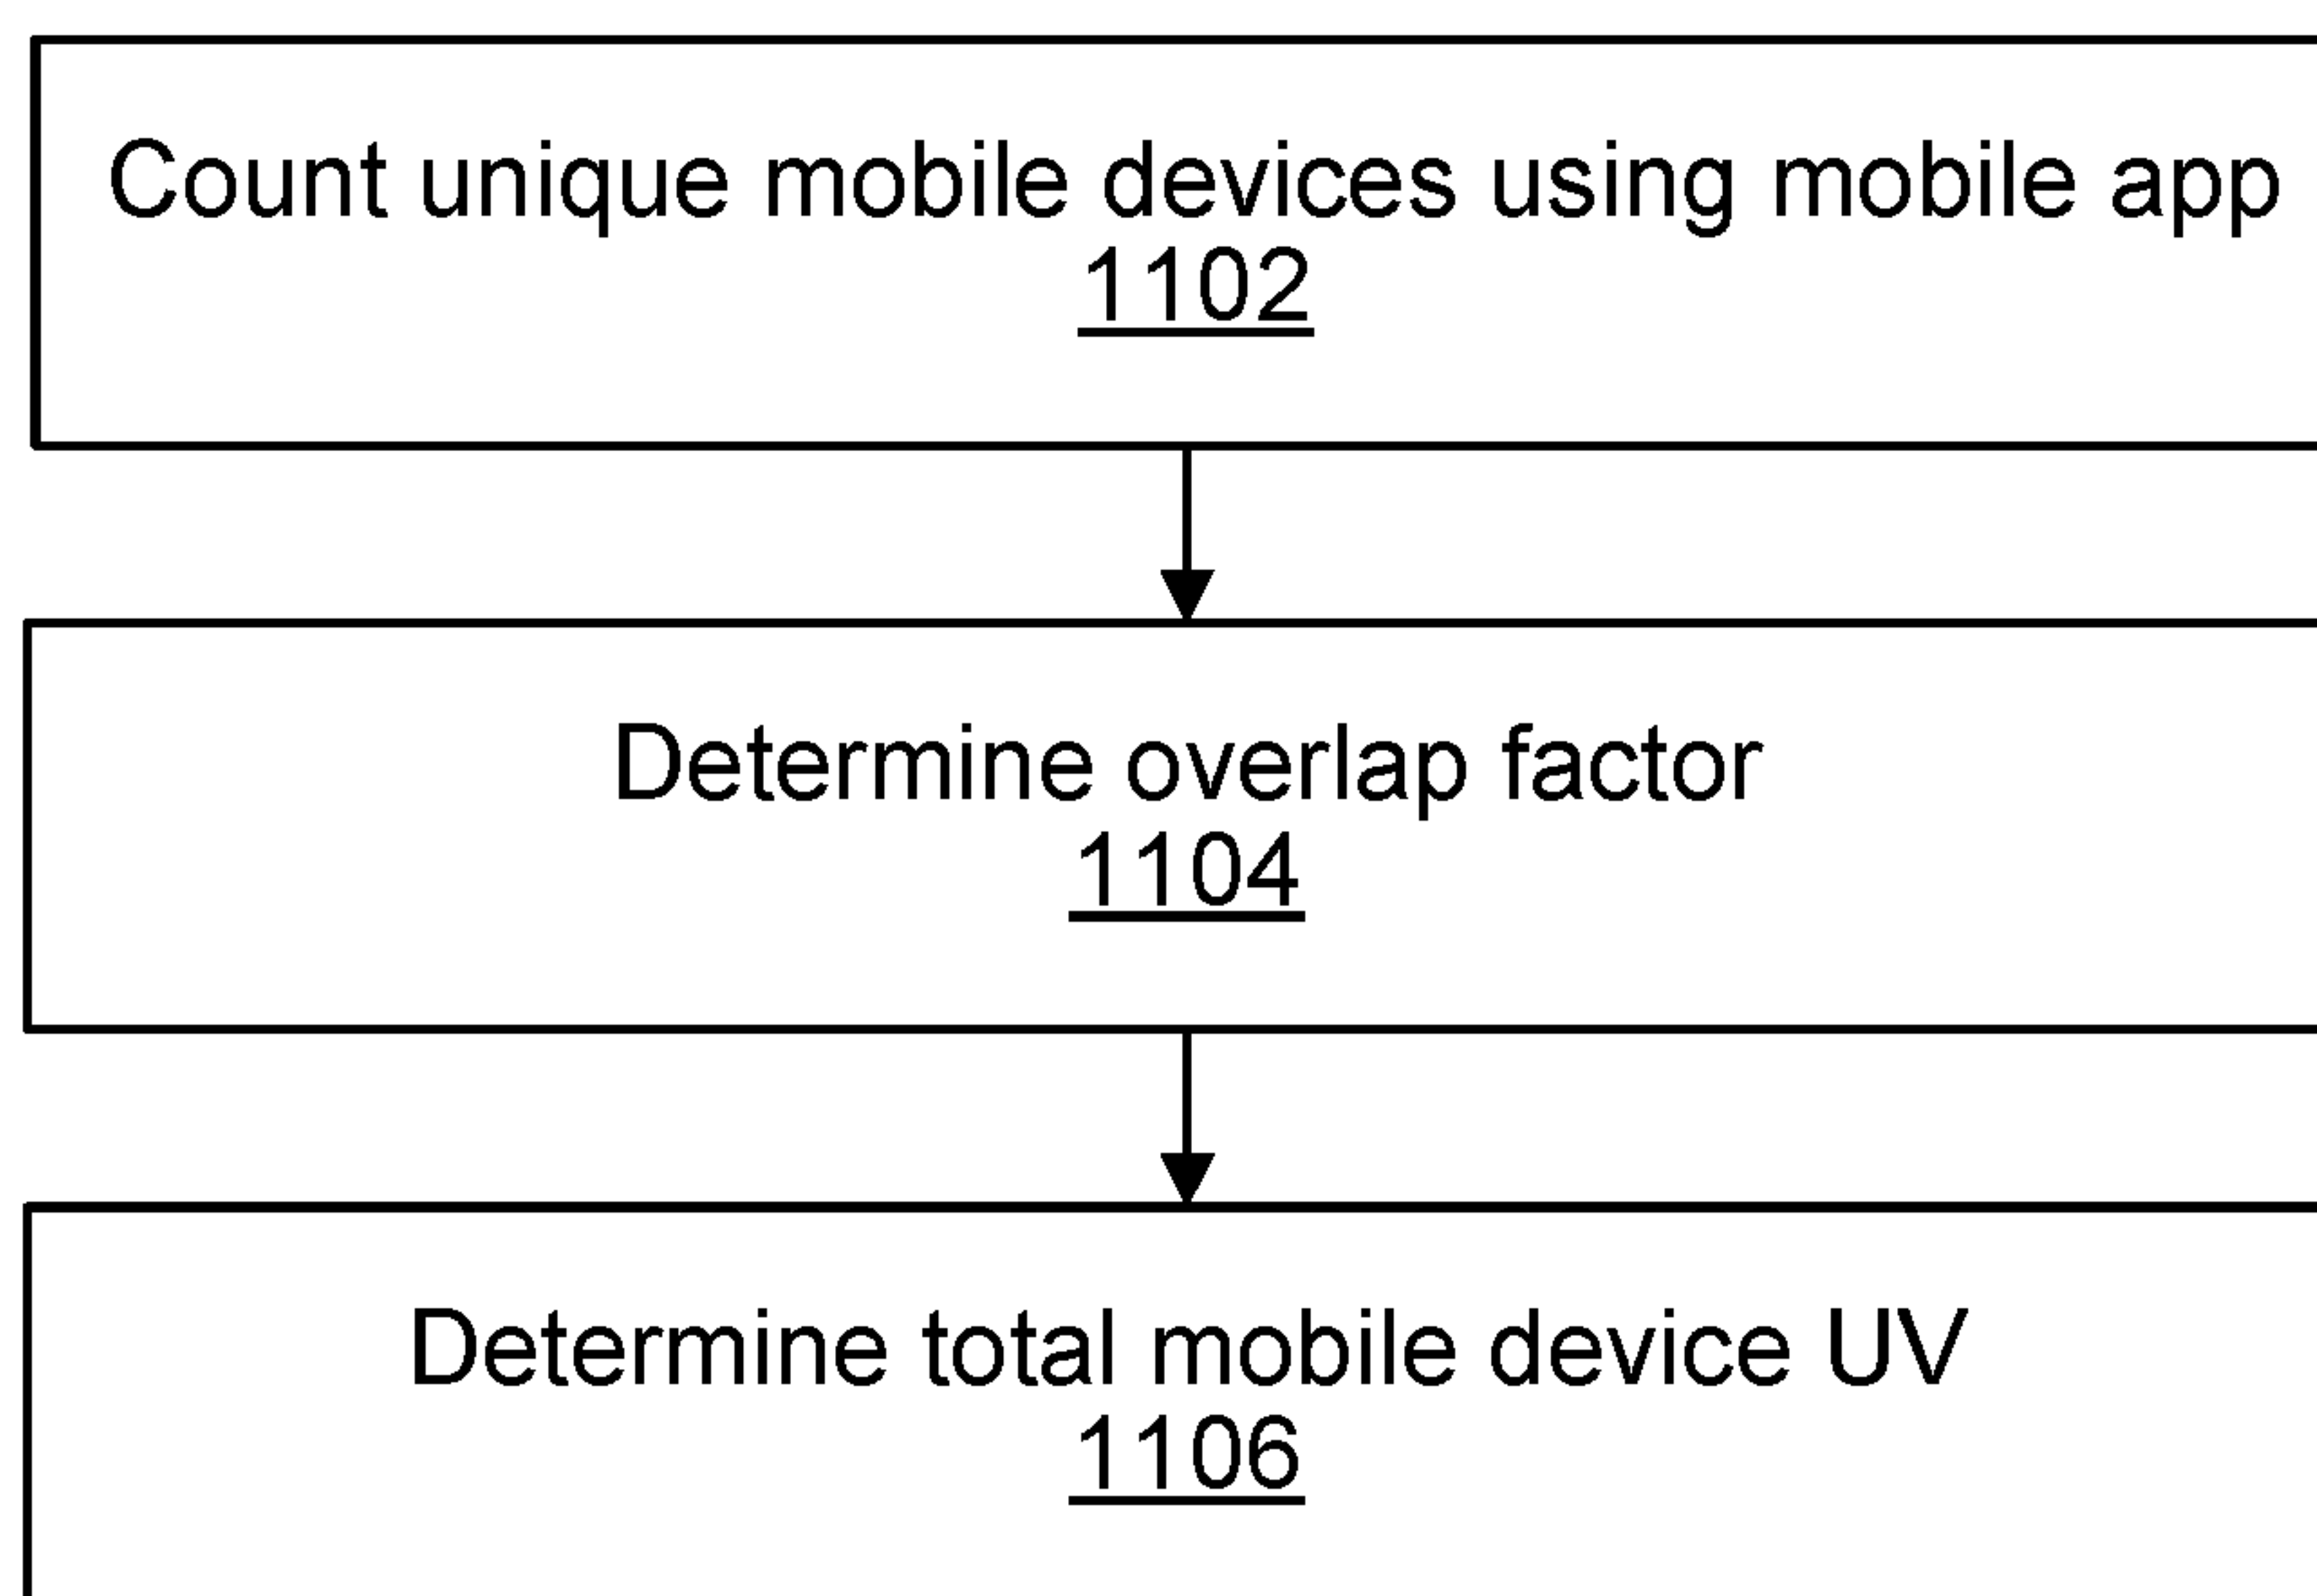 Count unique mobile devices using mobile app
1102
Determine overlap factor
1104
Determine total mobile device UV
1106